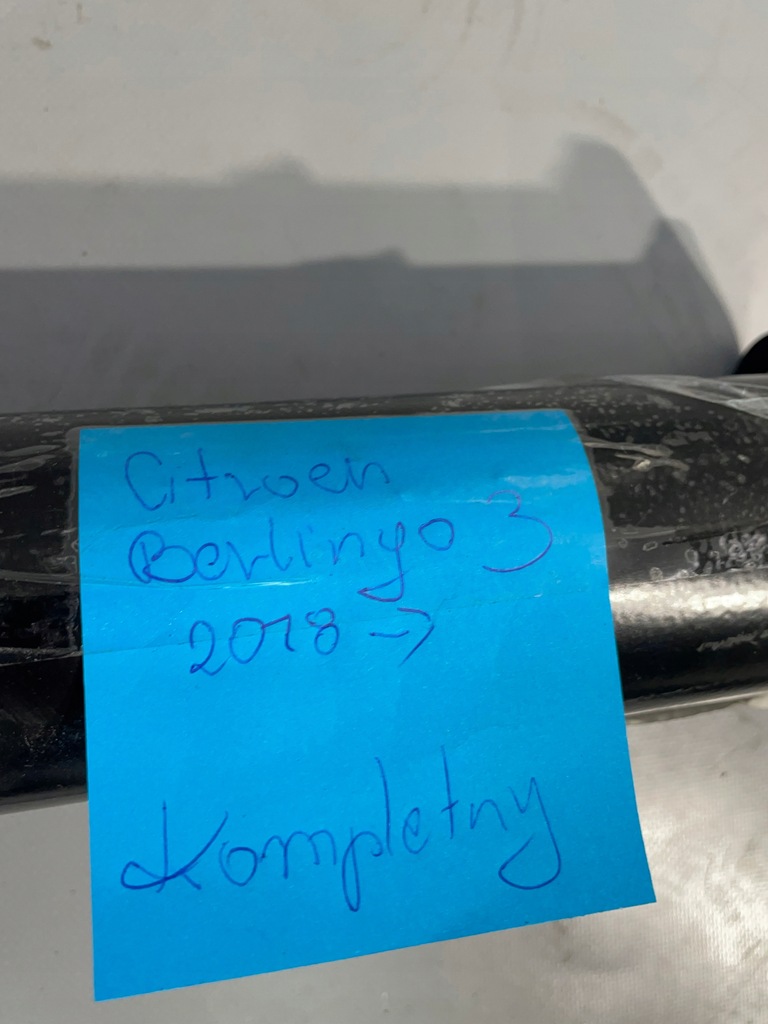 Citroen
Berlingo 3
2018 ->
Kompletny